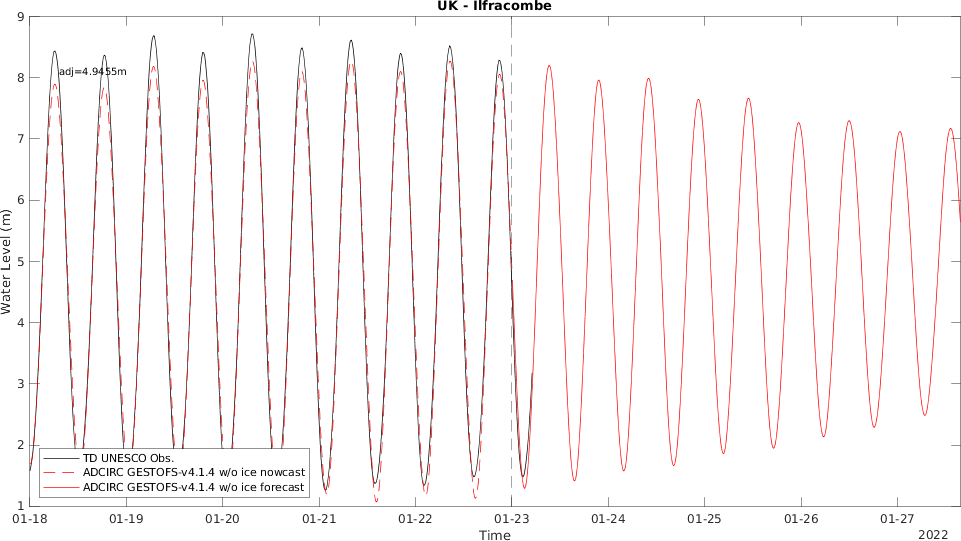 UK - Ilfracombe
9
8
7
6
5
4
3
2
1
Water Level (m)
adj=4.9455m
TD UNESCO Obs.
ADCIRC GESTOFS-v4.1.4 w/o ice nowcast
ADCIRC GESTOFS-v4.1.4 w/o ice forecast
01-18 01-19 01-20 01-21 01-22 01-23 01-24 01-25 01-26 01-27
Time
2022